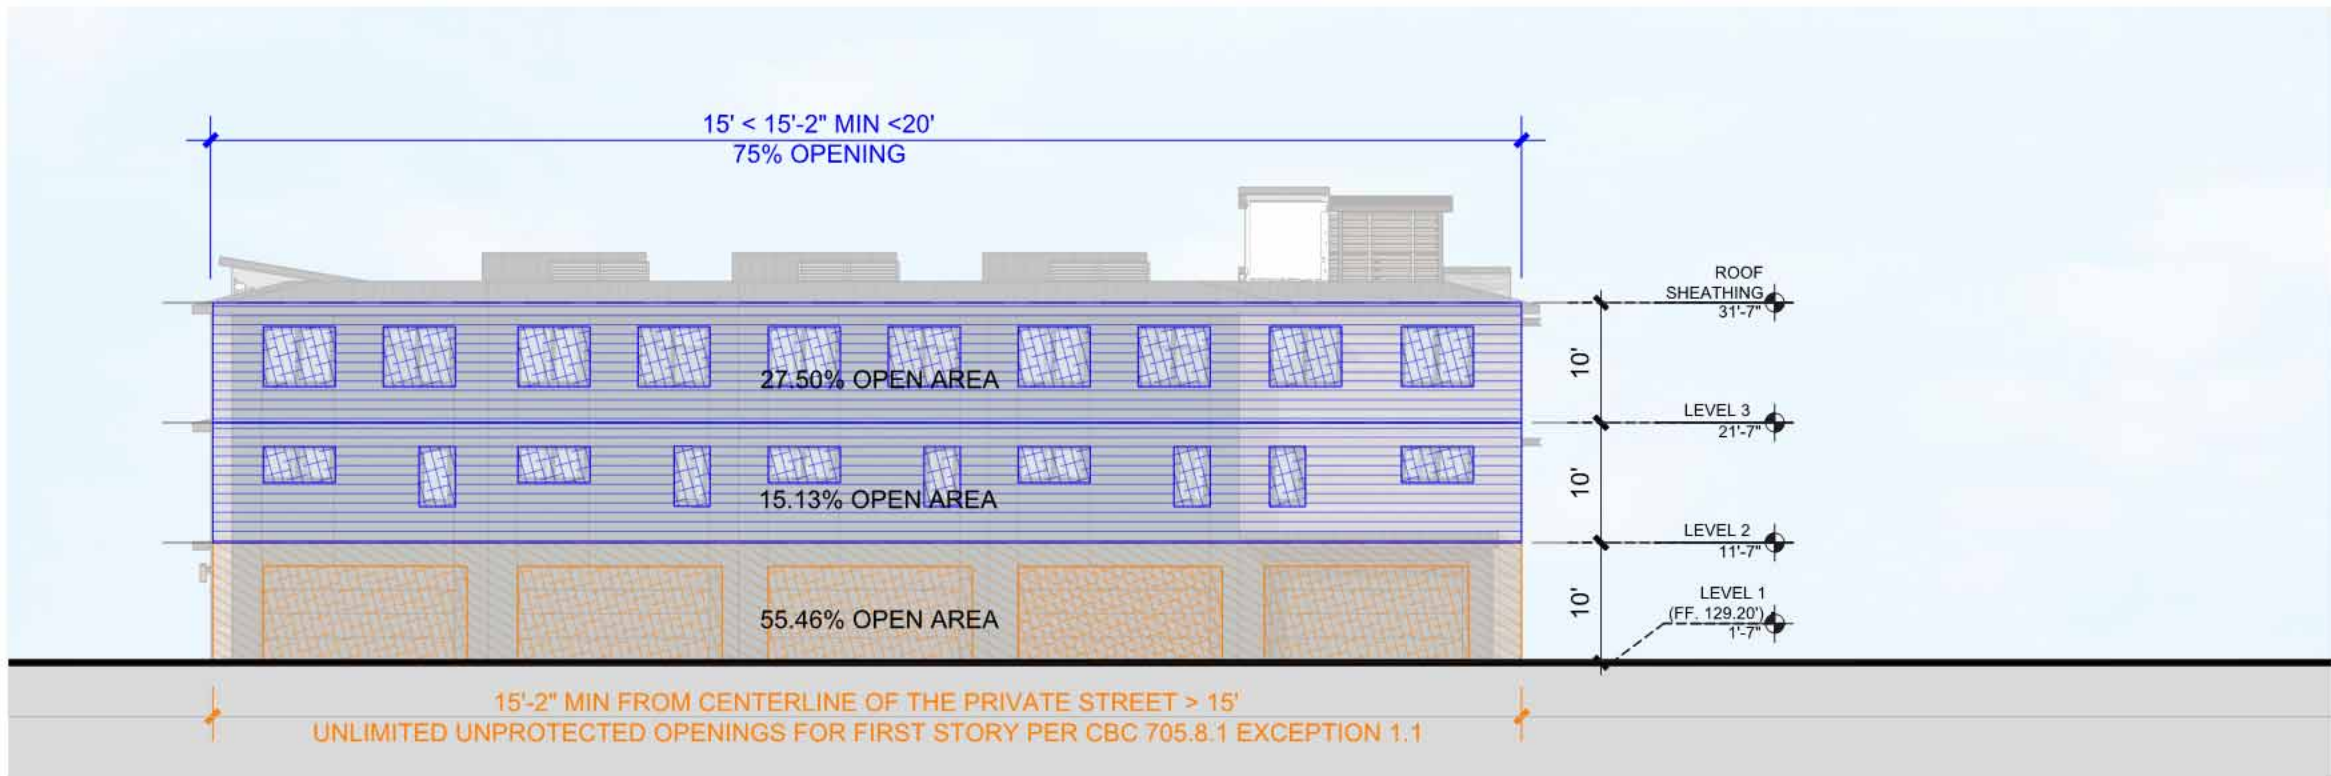 15' < 15'-2" MIN <20'
75% OPENING
ROOF
SHEATHING
31'-7"
10'
27.50% OPEN AREA
LEVEL 3
21'-7"
10'
15.13% OPEN AREA
LEVEL 2
11'-7"
10'
LEVEL 1
(FF. 129.20')
1'-7"
55.46% OPEN AREA
15'-2" MIN FROM CENTERLINE OF THE PRIVATE STREET > 15'
UNLIMITED UNPROTECTED OPENINGS FOR FIRST STORY PER CBC 705.8.1 EXCEPTION 1.1